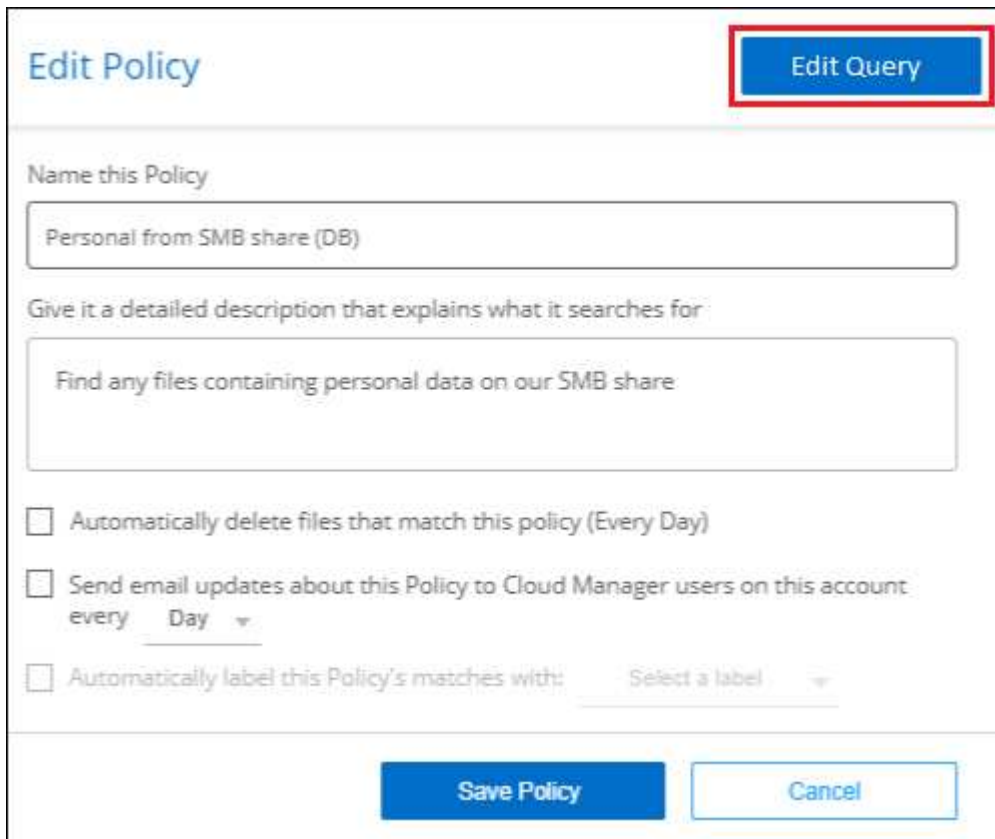 Edit Policy
Edit Query
Name this Policy
Personal from SMB share (DB)
Give it a detailed description that explains what it searches for
Find any files containing personal data on our SMB share
Automatically delete files that match this policy (Every Day)
Send email updates about this Policy to Cloud Manager users on this account
every Day
Automatically label this Policy's matches with: Select a label
Save Policy
Cancel